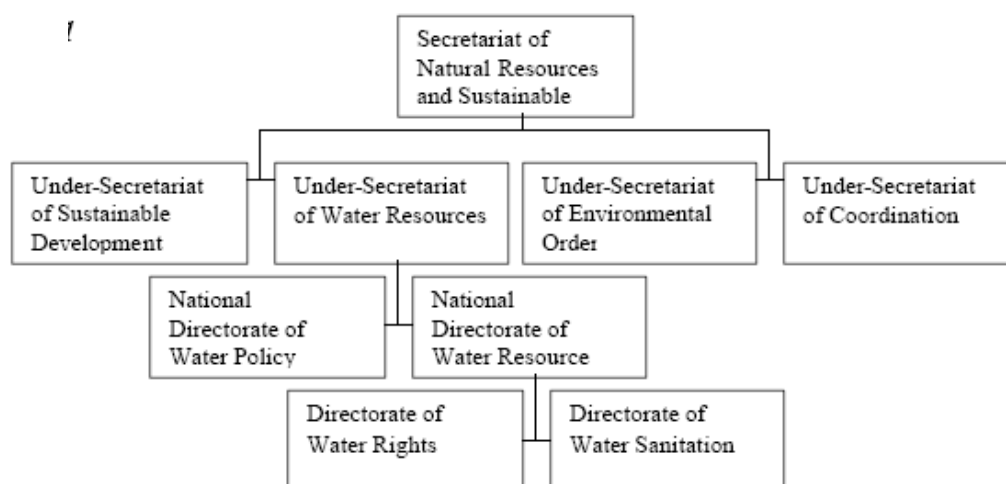 Secretariat of
Natural Resources
and Sustainable
Under-Secretariat
of Sustainable
Development
Under-Secretariat
of Water Resources
Under-Secretariat
of Environmental
Order
Under-Secretariat
of Coordination
National
Directorate of
Water Policy
National
Directorate of
Water Resource
Directorate of
Water Rights
Directorate of
Water Sanitation